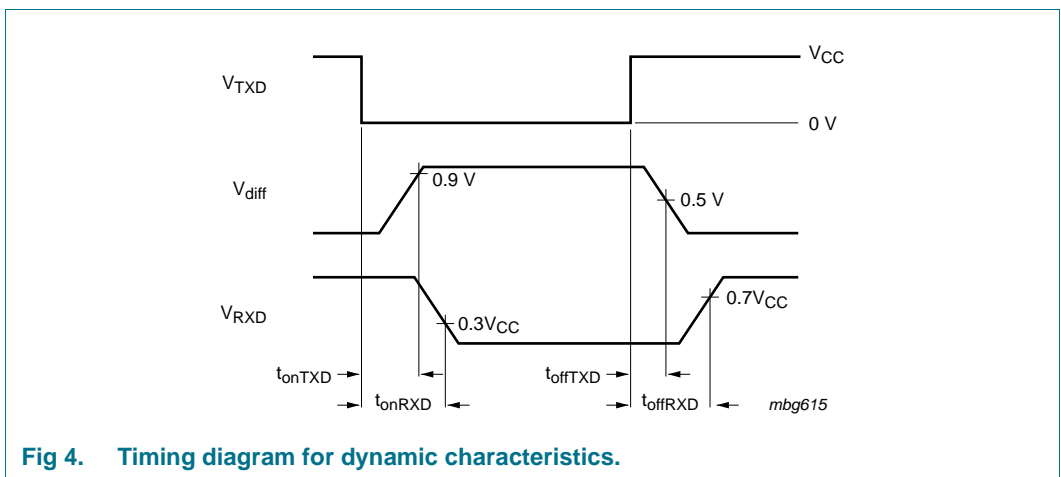 VTXD
VCC
0 V
Vdiff
0.9 V
0.5 V
VRXD
0.3VCC
0.7VCC
tonTXD
toffTXD
tonRXD
toffRXD
mbg615
Fig 4. Timing diagram for dynamic characteristics.